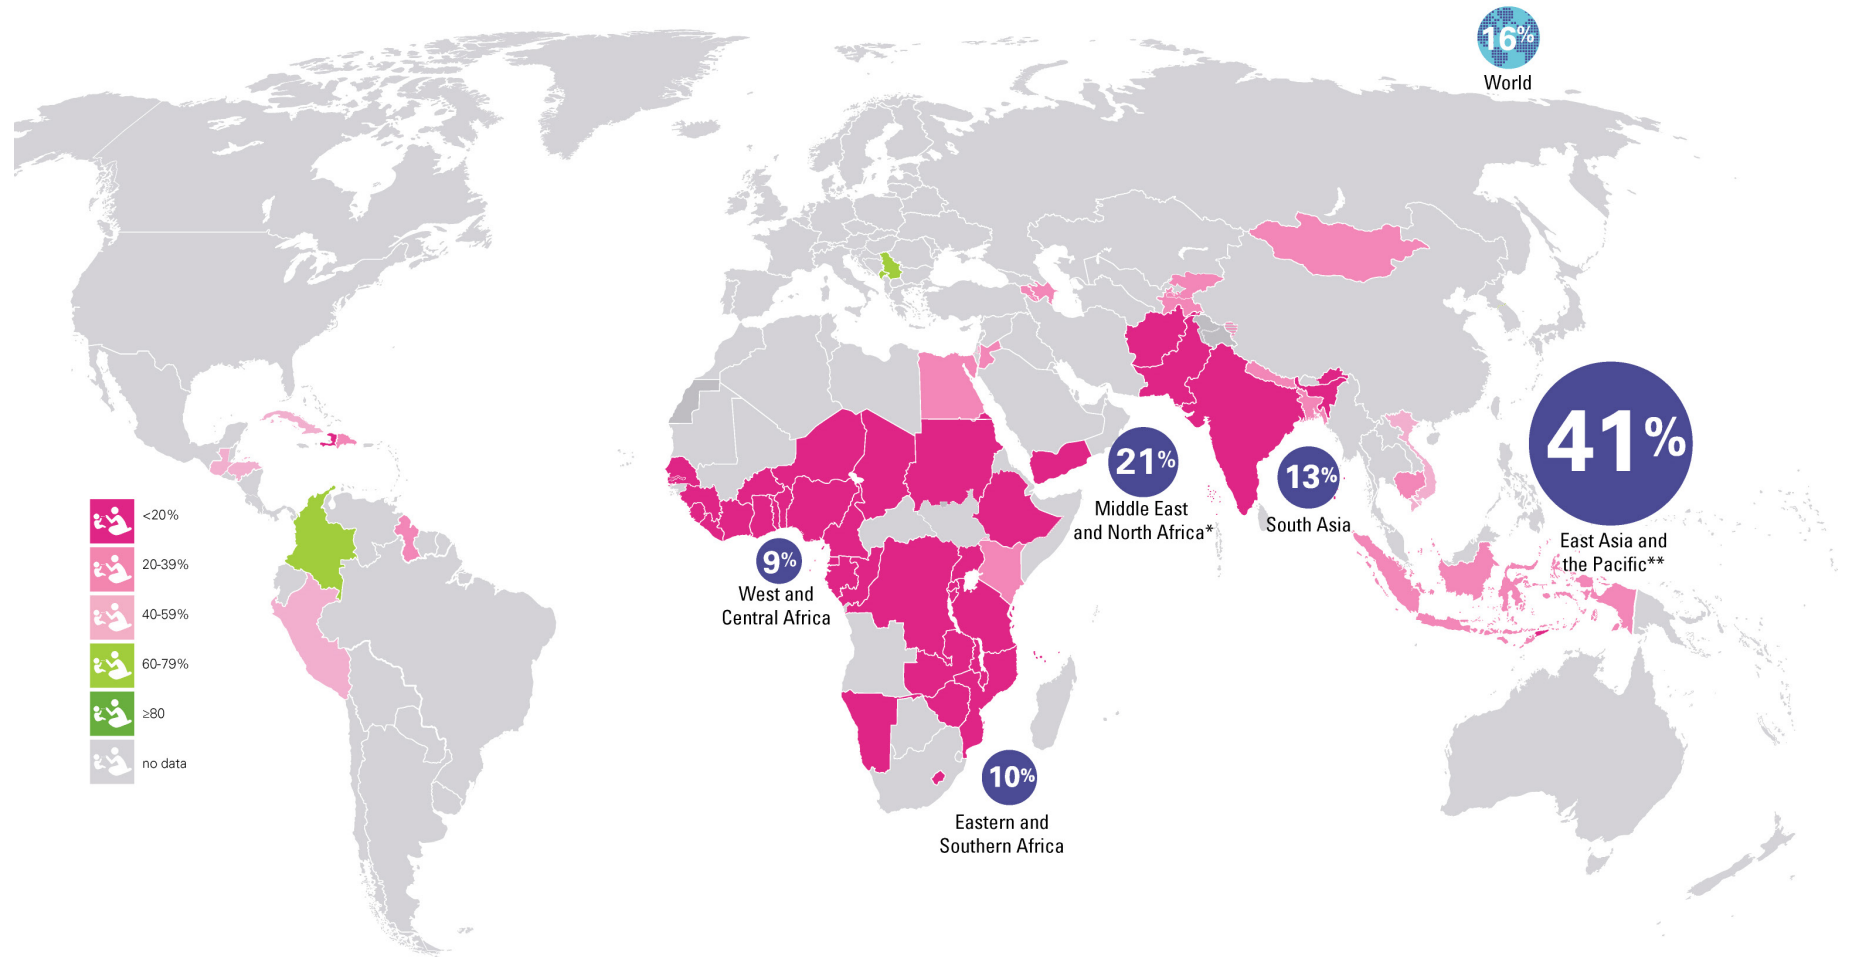 16%
World
41%
East Asia and
the Pacific**
21%
Middle East
and North Africa*
13%
South Asia
9%
West and
Central Africa
10%
Eastern and
Southern Africa
<20%
20-39%
40-59%
60-79%
≥80
no data